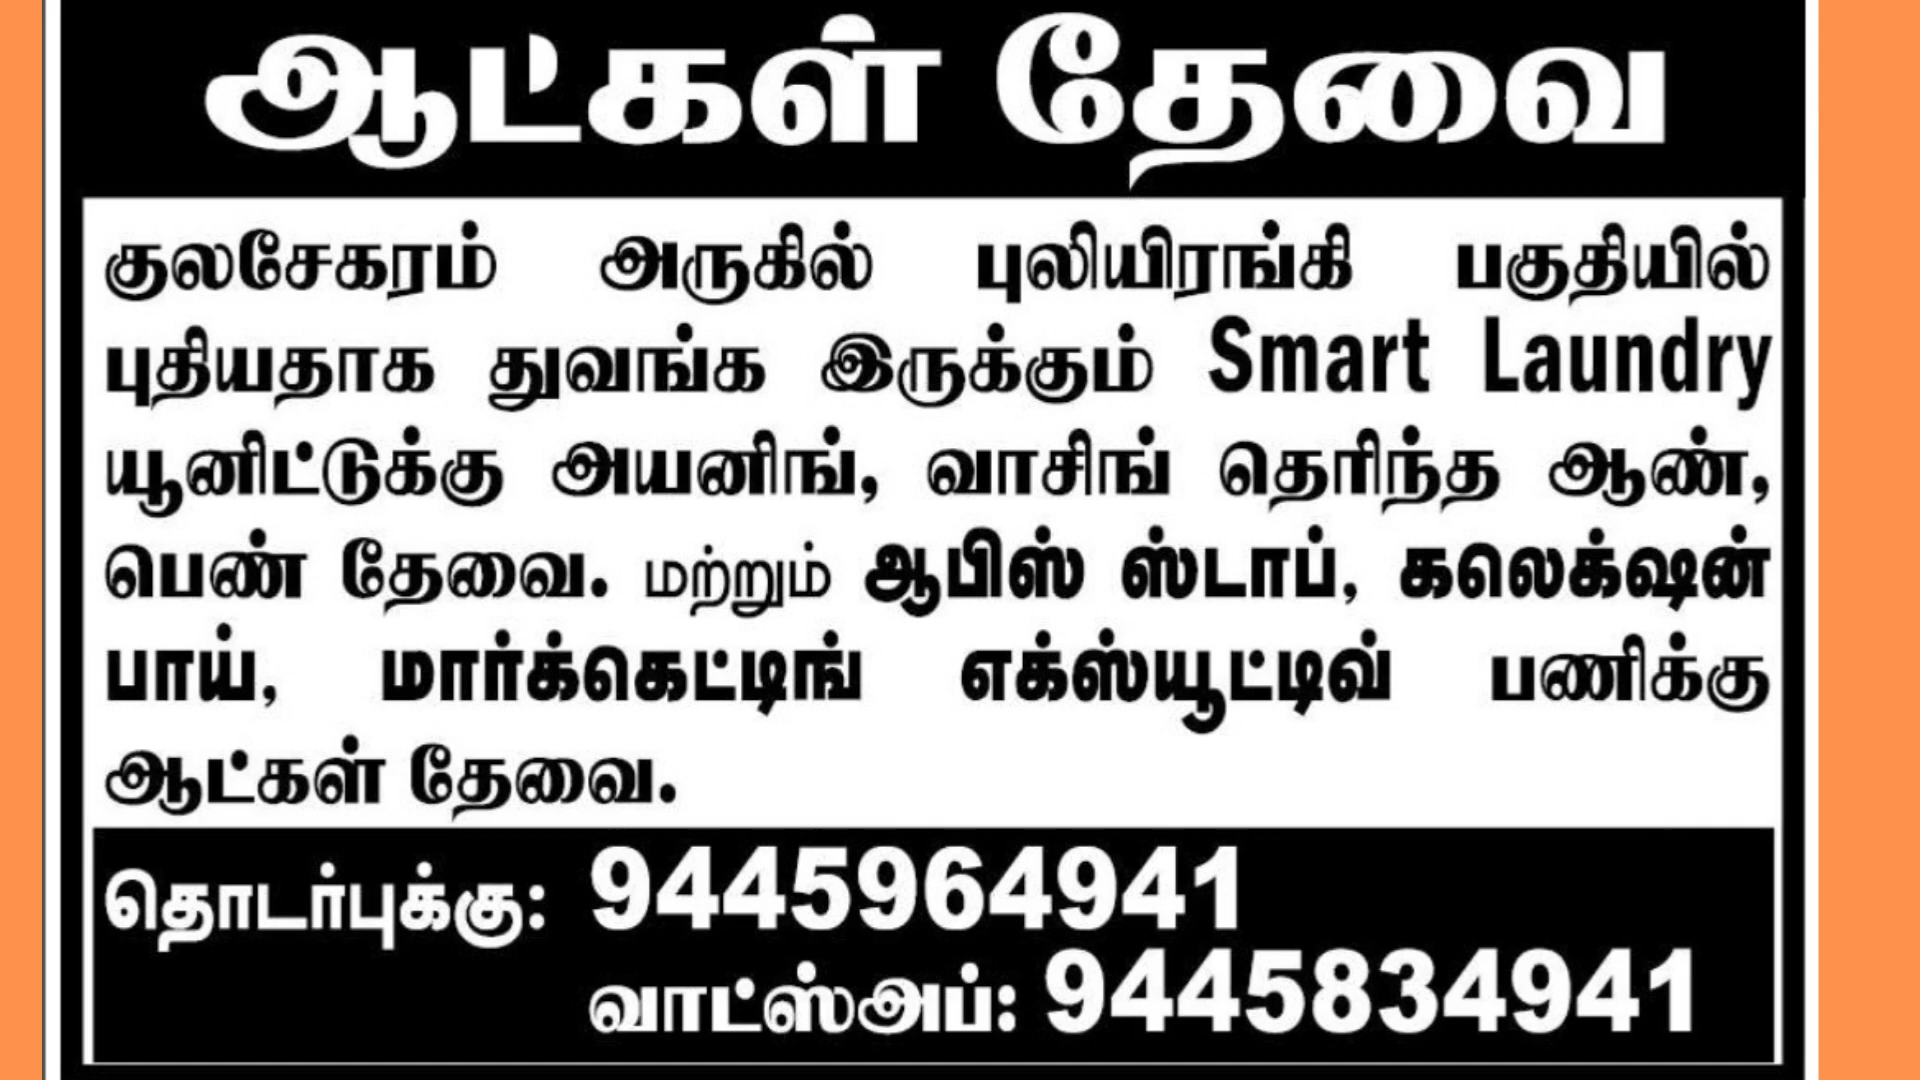 ஆட்கள் தேவை
குலசேகரம் அருகில் புலியிரங்கி பகுதியில்
புதியதாக துவங்க இருக்கும் Smart Laundry
யூனிட்டுக்கு அயனிங், வாசிங் தெரிந்த ஆண்,
பெண் தேவை. மற்றும் ஆபிஸ் ஸ்டாப், கலெக்ஷன்
பாய், மார்க்கெட்டிங் எக்ஸ்யூட்டிவ் பணிக்கு
ஆட்கள் தேவை.
தொடர்புக்கு: 9445964941
வாட்ஸ்அப்: 9445834941